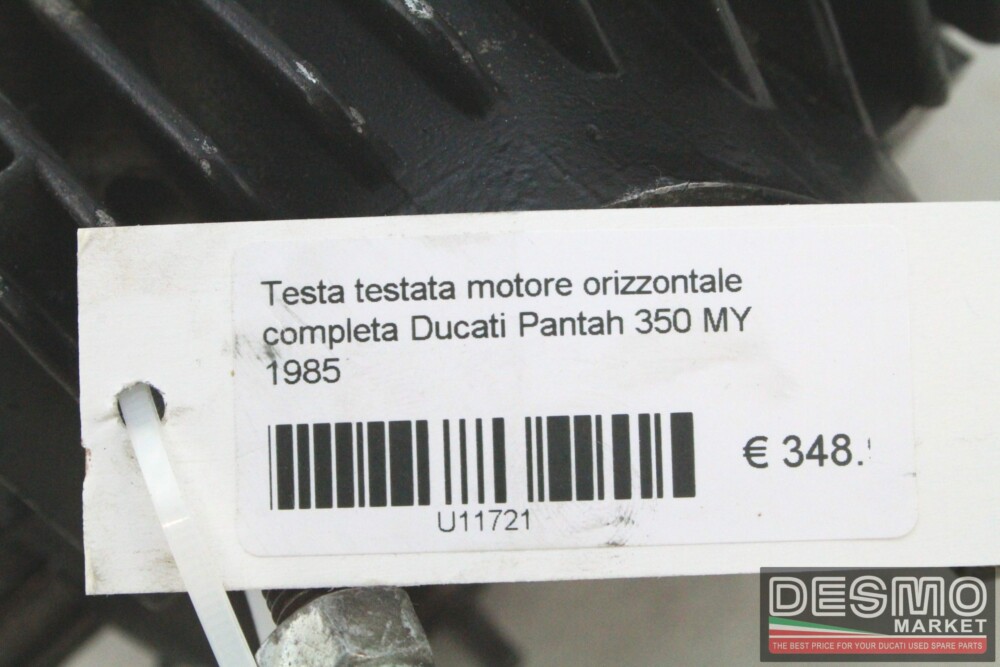 Testa testata motore orizzontale
completa Ducati Pantah 350 MY
1985
€ 348.
U11721
DESMO
MARKET
THE BEST PRICE FOR YOUR DUCATI USED SPARE PARTS